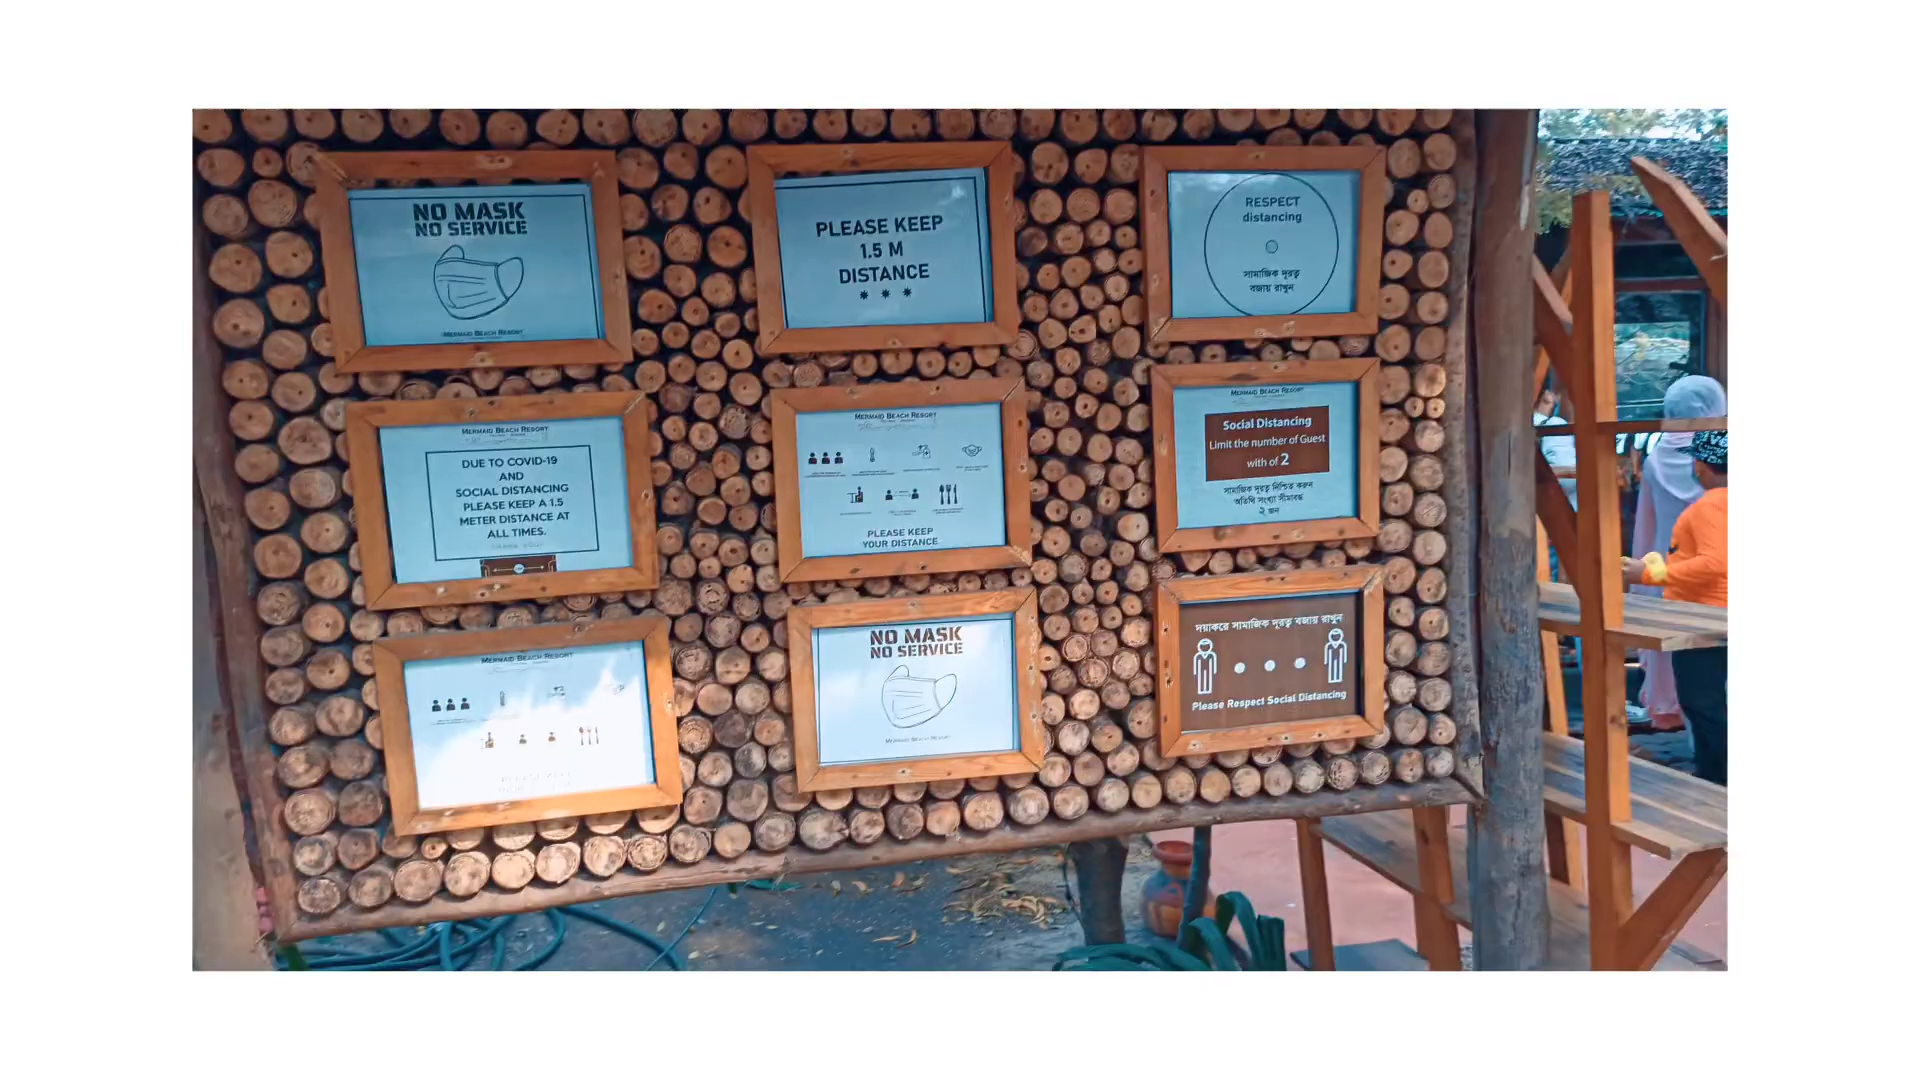 NO MASK
NO SERVICE
MERMAID BEACH RESORT
PLEASE KEEP
1.5 M
DISTANCE
RESPECT
distancing
সামাজিক দূরত্ব
বজায় রাখুন
MERMAID BEACH RESORT
DUE TO COVID-19
AND
SOCIAL DISTANCING
PLEASE KEEP A 1.5
METER DISTANCE AT
ALL TIMES.
MERMAID BEACH RESORT
PLEASE KEEP
YOUR DISTANCE
MERMAID BEACH RESORT
Social Distancing
Limit the number of Guest
with of 2
সামাজিক দূরত্ব নিশ্চিত করুন
অতিথি সংখ্যা সীমাবদ্ধ
২ জন
MERMAID BEACH RESORT
NO MASK
NO SERVICE
MERMAID BEACH RESORT
দয়াকরে সামাজিক দূরত্ব বজায় রাখুন
Please Respect Social Distancing